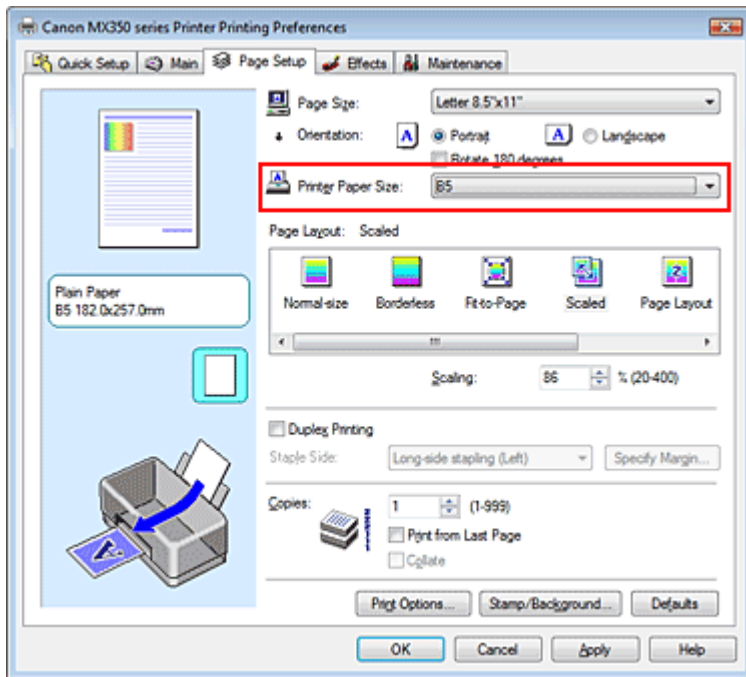 Canon MX350 series Printer Printing Preferences
Quick Setup Main Page Setup Effects Maintenance
Page Size: Letter 8.5"x11"
Orientation: A Portrait A Landscape
Rotate 180 degrees
Printer Paper Size: B5
Page Layout: Scaled
Normal-size Borderless Fit-to-Page Scaled Page Layout
Plain Paper
B5 182.0x257.0mm
Scaling: 86 % (20-400)
Duplex Printing
Staple Side: Long-side stapling (Left) Specify Margin...
Copies: 1 (1-999)
Print from Last Page
Collate
Print Options... Stamp/Background... Defaults
OK Cancel Apply Help